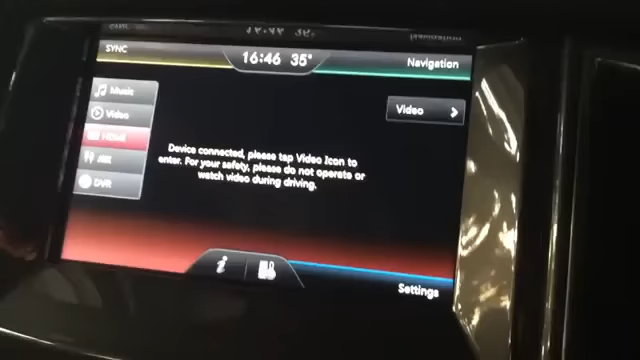 SYNC
16:46 35°
Navigation
Music
Video
HDMI
AUX
DVR
Video
Device connected, please tap Video Icon to
enter. For your safety, please do not operate or
watch video during driving.
Settings